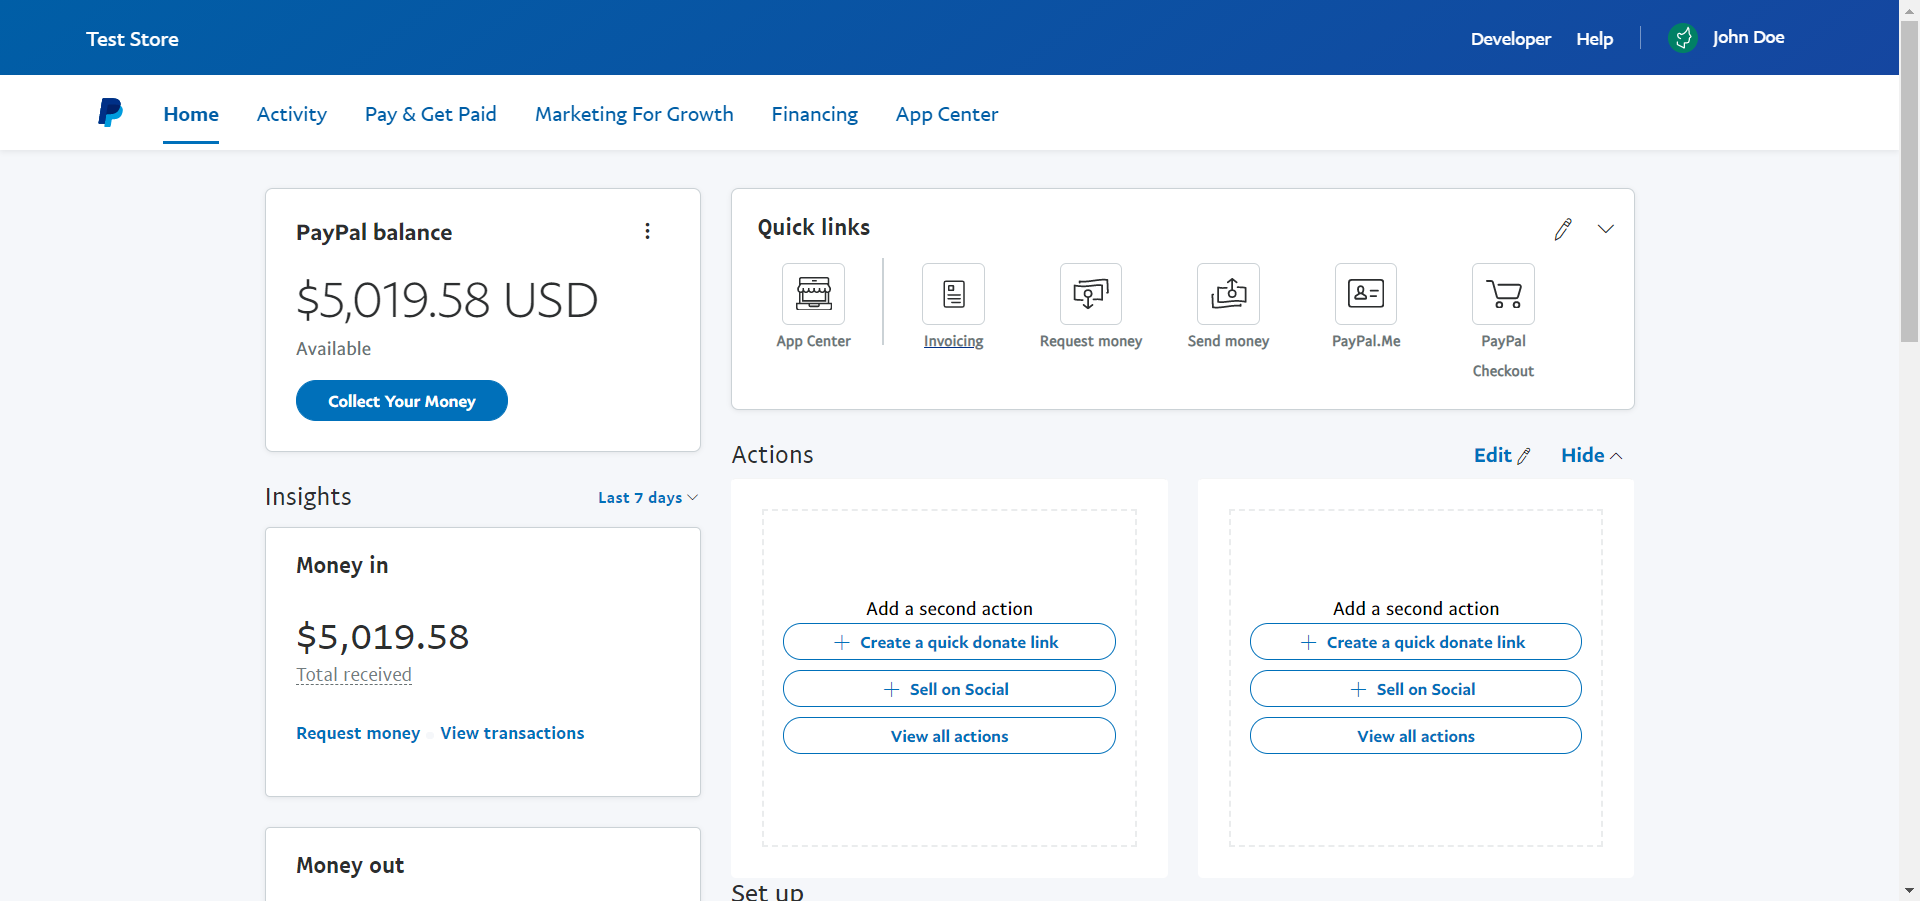 Test Store
Developer
Help
John Doe
Home
Activity
Pay & Get Paid
Marketing For Growth
Financing
App Center
PayPal balance
$5,019.58 USD
Available
Collect Your Money
Quick links
App Center
Invoicing
Request money
Send money
PayPal.Me
PayPal
Checkout
Insights
Last 7 days
Money in
$5,019.58
Total received
Request money
View transactions
Money out
Actions
Edit
Hide
Add a second action
Create a quick donate link
Sell on Social
View all actions
Add a second action
Create a quick donate link
Sell on Social
View all actions
Set up